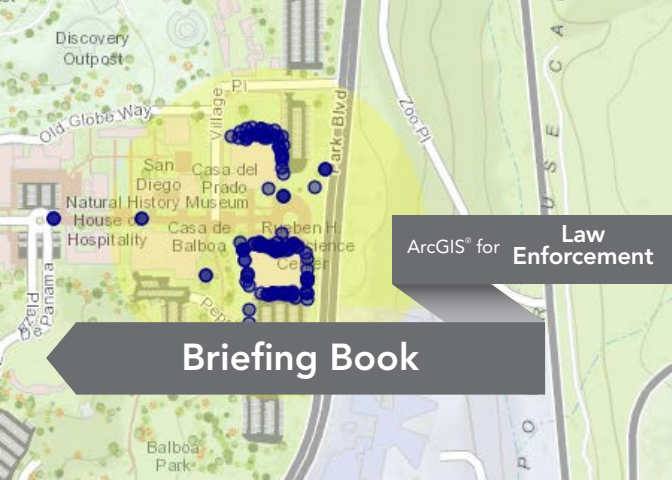 Discovery
Outpost
Old Globe Way
Village
Pl
Park Blvd
Zoo Pl
San
Diego
Natural History Museum
Casa del
Prado
House of
Hospitality
Casa de
Balboa
Rueben H.
Center
Plaza
De
Panama
Balboa
Park
ArcGIS® for
Law
Enforcement
Briefing Book